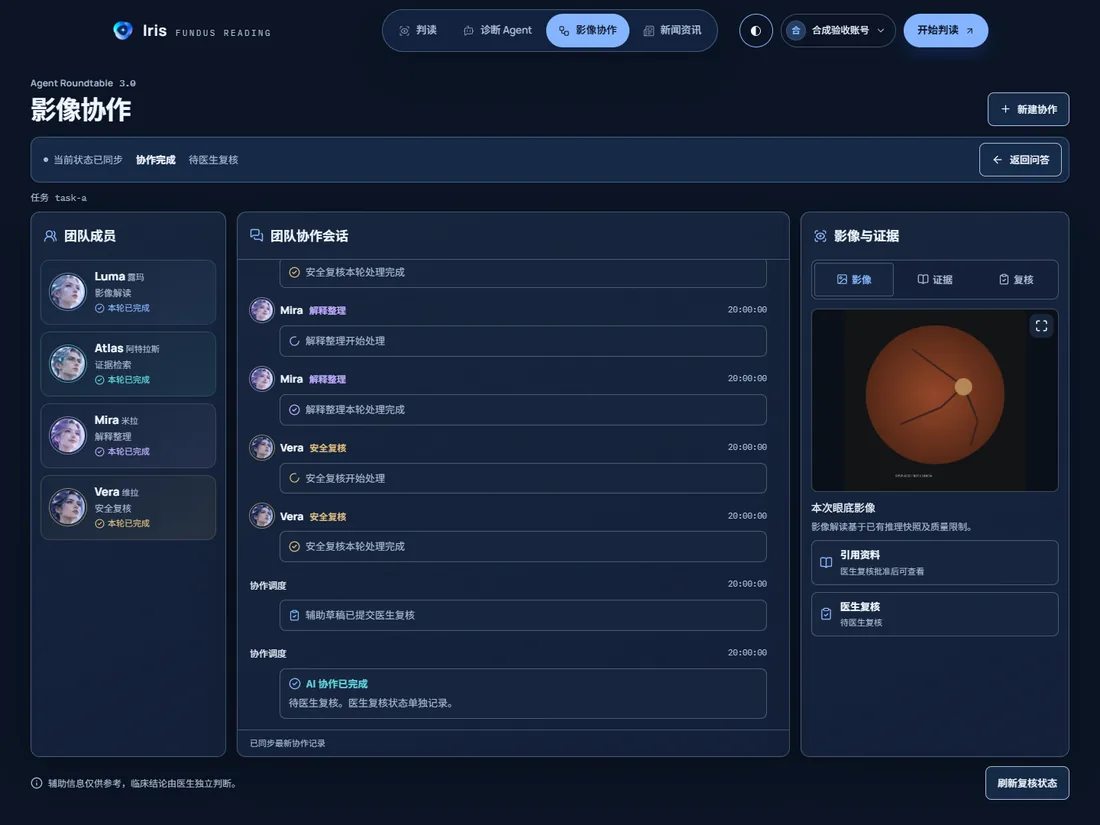 Iris FUNDUS READING
判读
诊断 Agent
影像协作
新闻资讯
合 合成验收账号
开始判读
Agent Roundtable 3.0
影像协作
新建协作
当前状态已同步 协作完成 待医生复核
返回问答
任务 task-a
团队成员
Luma 露玛
影像解读
本轮已完成
Atlas 阿特拉斯
证据检索
本轮已完成
Mira 米拉
解释整理
本轮已完成
Vera 维拉
安全复核
本轮已完成
团队协作会话
安全复核本轮处理完成
Mira 解释整理 20:00:00
解释整理开始处理
Mira 解释整理 20:00:00
解释整理本轮处理完成
Vera 安全复核 20:00:00
安全复核开始处理
Vera 安全复核 20:00:00
安全复核本轮处理完成
协作调度 20:00:00
辅助草稿已提交医生复核
协作调度 20:00:00
AI 协作已完成
待医生复核。医生复核状态单独记录。
已同步最新协作记录
影像与证据
影像
证据
复核
本次眼底影像
影像解读基于已有推理快照及质量限制。
引用资料
医生复核批准后可查看
医生复核
待医生复核
辅助信息仅供参考，临床结论由医生独立判断。
刷新复核状态